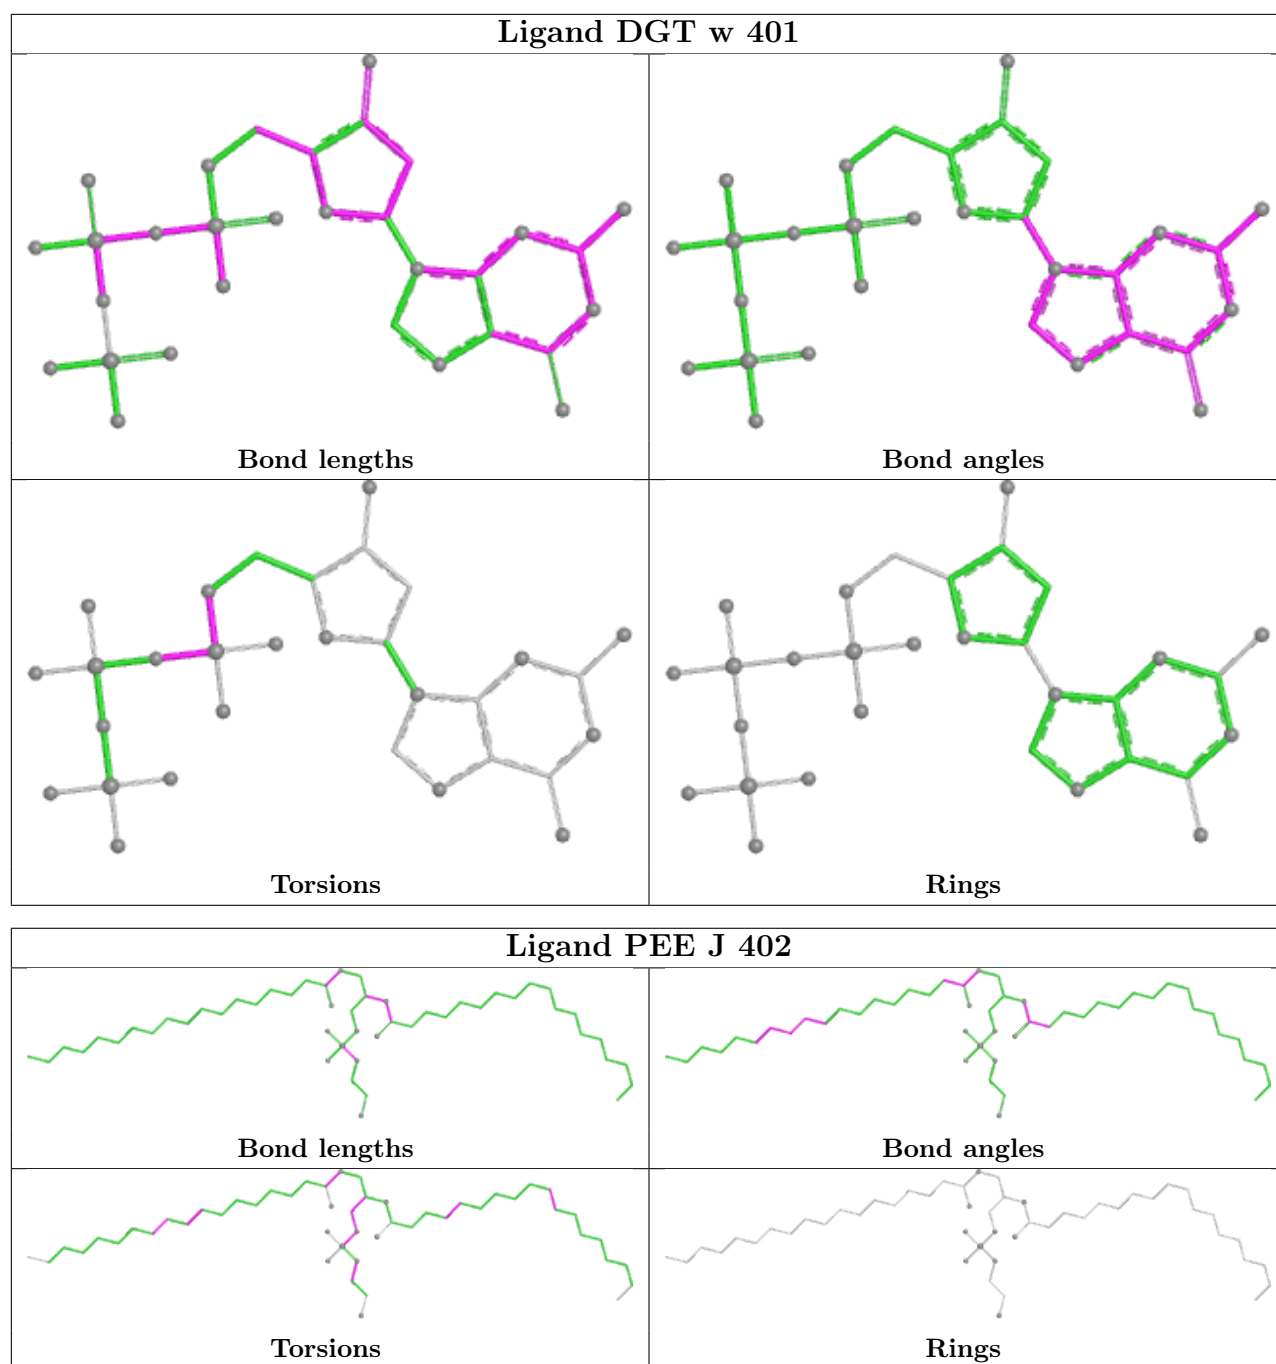 Ligand DGT w 401
Bond lengths
Bond angles
Torsions
Rings
Ligand PEE J 402
Bond lengths
Bond angles
Torsions
Rings